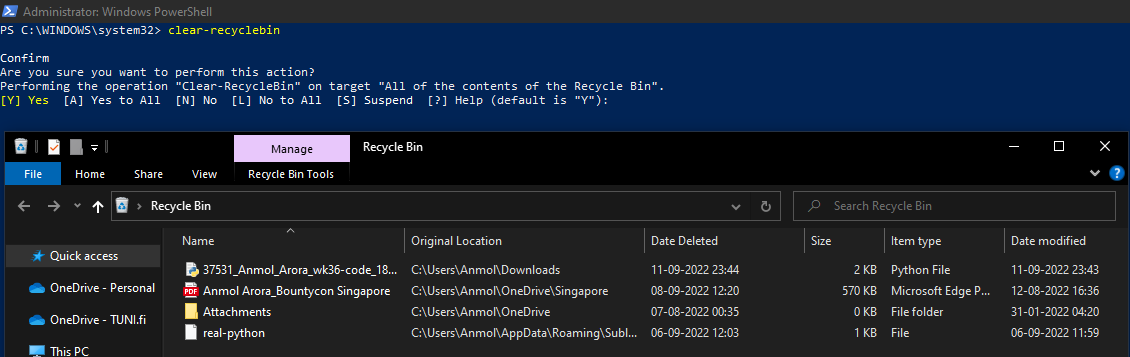 Administrator: Windows PowerShell
PS C:\WINDOWS\system32> clear-recyclebin
Confirm
Are you sure you want to perform this action?
Performing the operation "Clear-RecycleBin" on target "All of the contents of the Recycle Bin".
[Y] Yes  [A] Yes to All  [N] No  [L] No to All  [S] Suspend  [?] Help (default is "Y"):
Manage Recycle Bin
File Home Share View Recycle Bin Tools
Recycle Bin Search Recycle Bin
Name Original Location Date Deleted Size Item type Date modified
Quick access
37531_Anmol_Arora_wk36-code_18... C:\Users\Anmol\Downloads 11-09-2022 23:44 2 KB Python File 11-09-2022 23:43
OneDrive - Personal
PDF Anmol Arora_Bountycon Singapore C:\Users\Anmol\OneDrive\Singapore 08-09-2022 12:20 570 KB Microsoft Edge P... 12-08-2022 16:36
Attachments C:\Users\Anmol\OneDrive 07-08-2022 00:35 0 KB File folder 31-01-2022 04:20
OneDrive - TUNI.fi
real-python C:\Users\Anmol\AppData\Roaming\Subl... 06-09-2022 12:03 1 KB File 06-09-2022 11:59
This PC